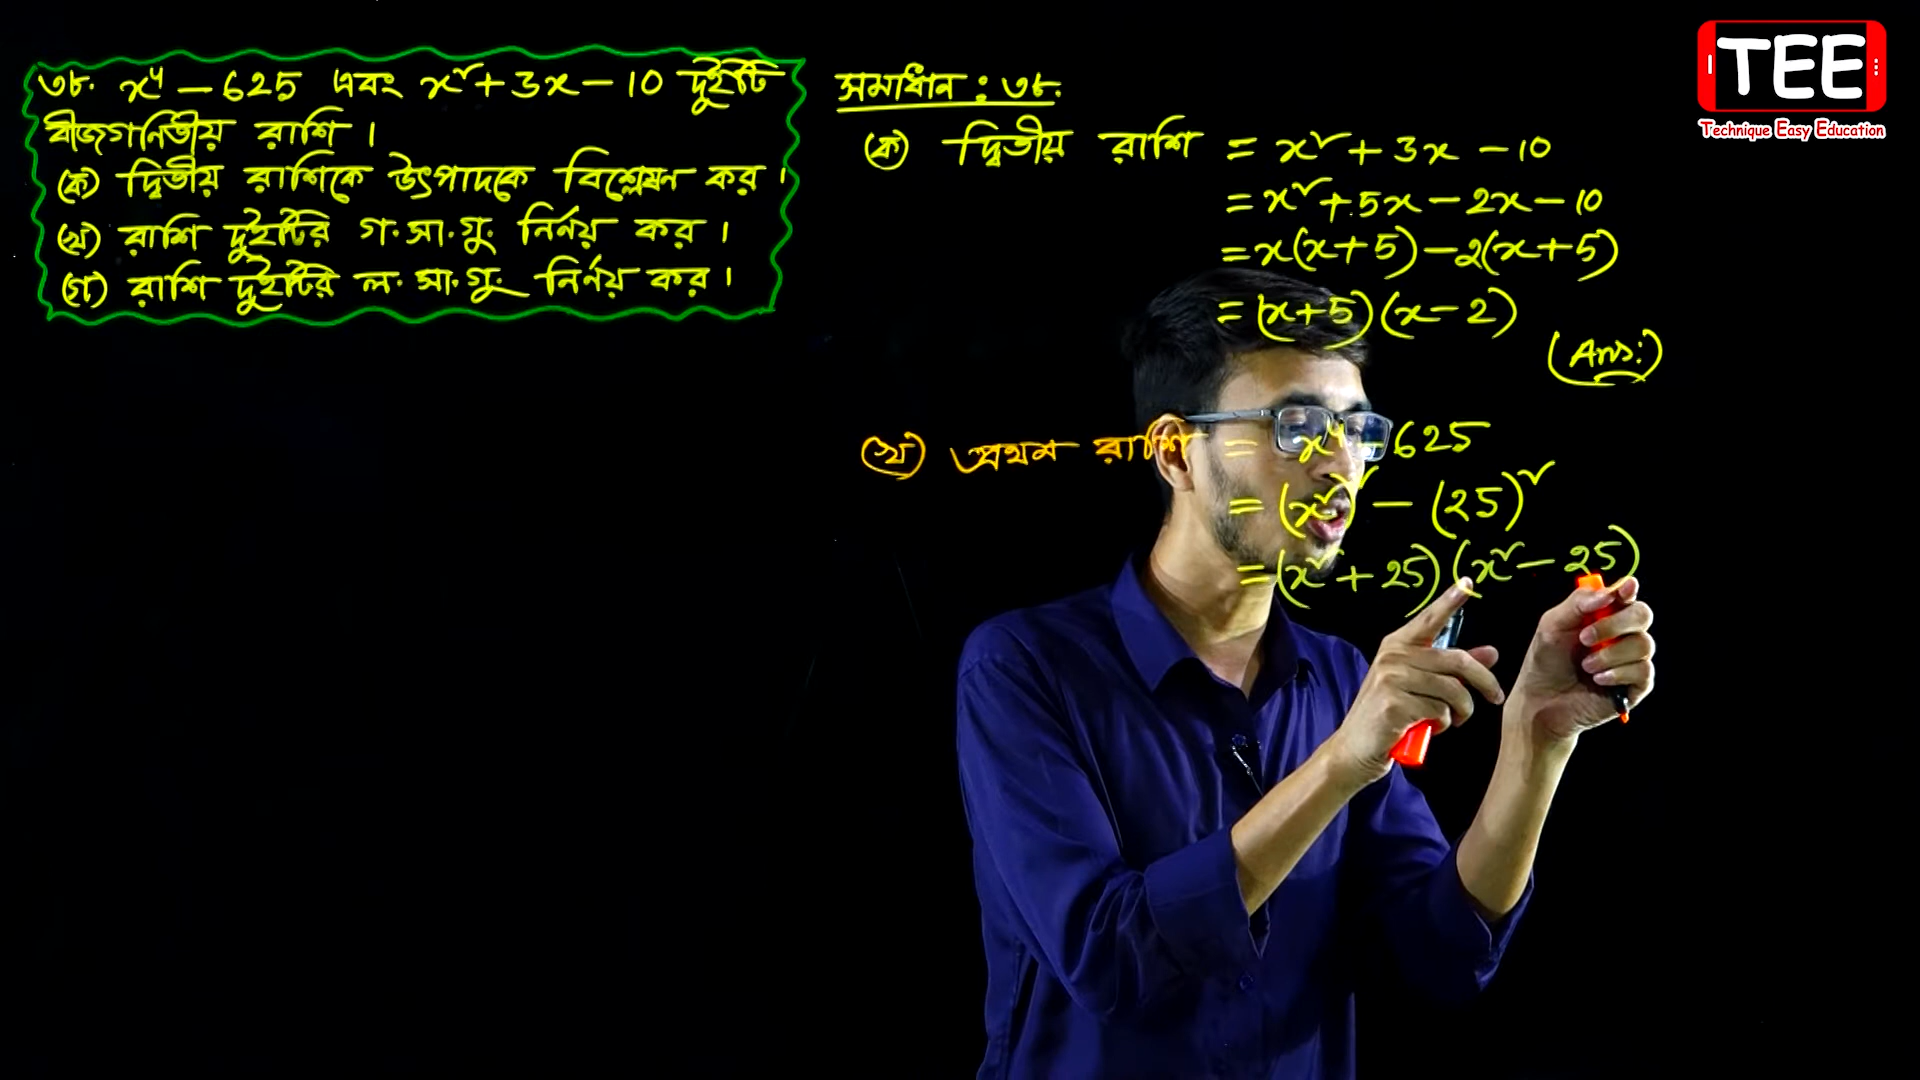 ৩৮. x⁴ – 625 এবং x² + 3x – 10 দুইটি
বীজগানিতীয় রাশি ।
(ক) দ্বিতীয় রাশিকে উৎপাদকে বিশ্লেষণ কর ।
(খ) রাশি দুইটির গ. সা. গু. নির্ণয় কর ।
(গ) রাশি দুইটির ল. সা. গু. নির্ণয় কর ।
সমাধান : ৩৮.
(ক) দ্বিতীয় রাশি = x² + 3x – 10
= x² + 5x – 2x – 10
= x(x + 5) – 2(x + 5)
= (x + 5) (x – 2)
(Ans:)
(খ) প্রথম রাশি = x⁴ – 625
= (x²)² – (25)²
= (x² + 25) (x² – 25)
TEE
Technique Easy Education